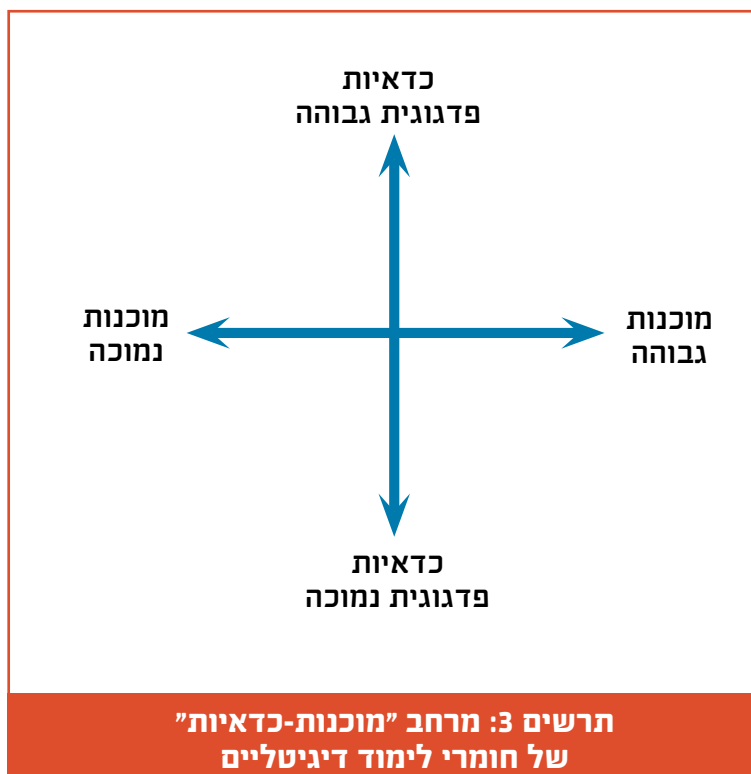 כדאיות
פדגוגית גבוהה
מוכנות
גבוהה
מוכנות
נמוכה
כדאיות
פדגוגית נמוכה
תרשים 3: מרחב "מוכנות-כדאיות"
של חומרי לימוד דיגיטליים